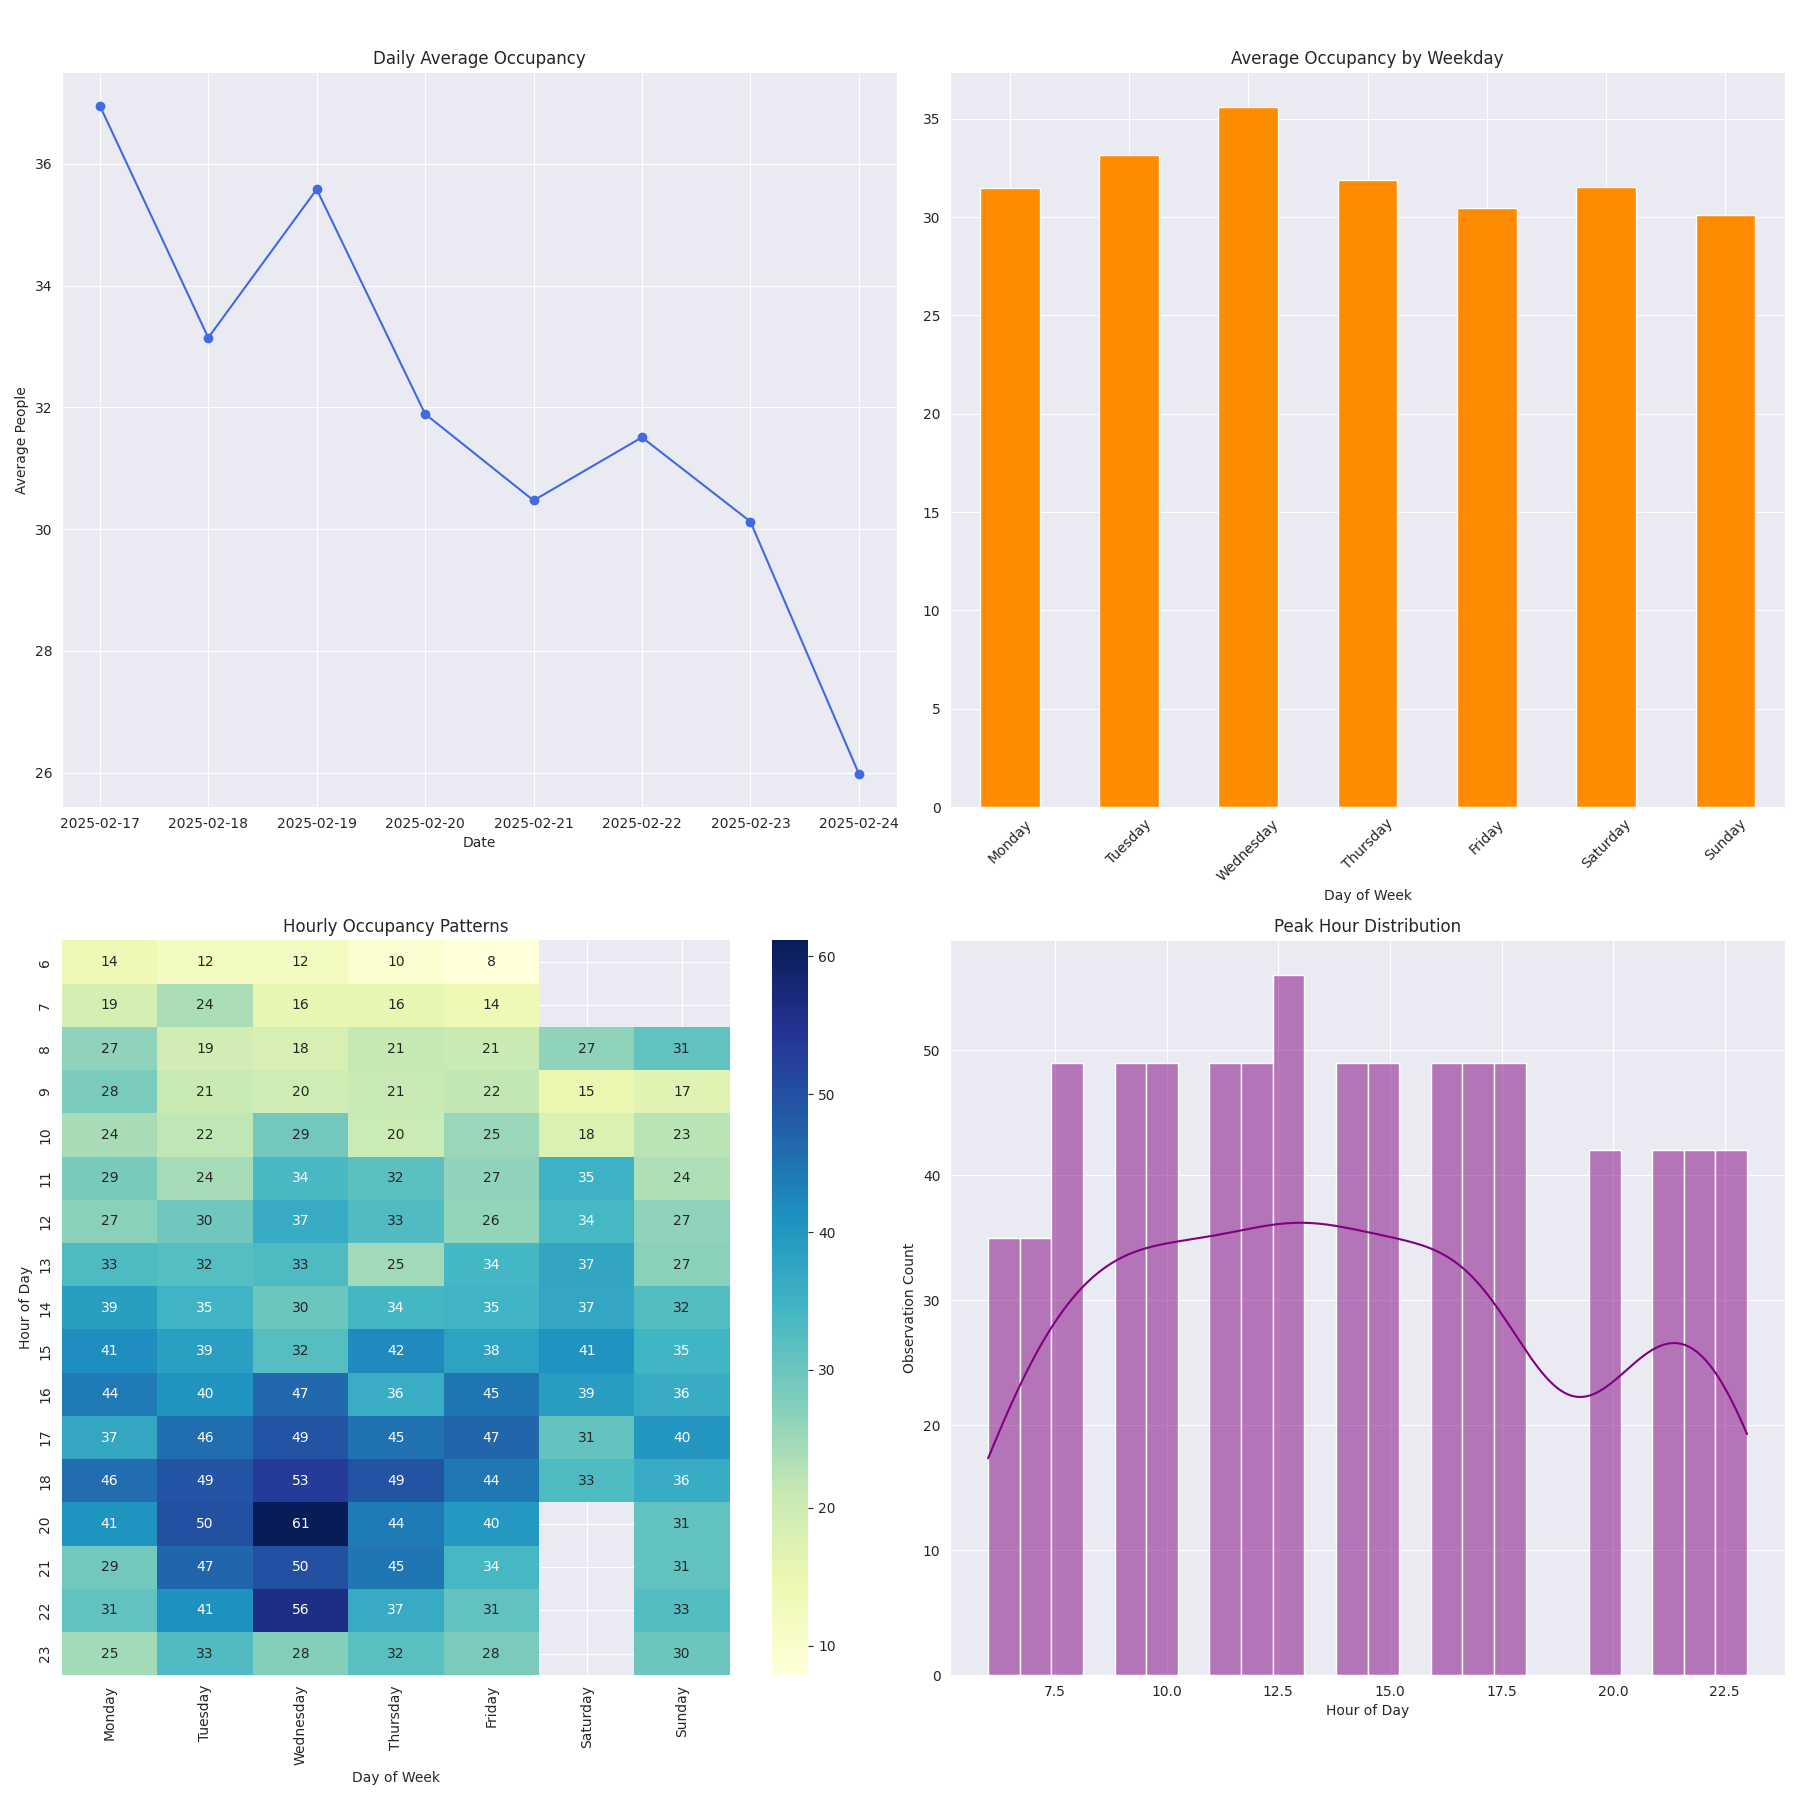 Daily Average Occupancy
Average People
36
34
32
30
28
26
2025-02-17 2025-02-18 2025-02-19 2025-02-20 2025-02-21 2025-02-22 2025-02-23 2025-02-24
Date
Average Occupancy by Weekday
35
30
25
20
15
10
5
0
Monday Tuesday Wednesday Thursday Friday Saturday Sunday
Day of Week
Hourly Occupancy Patterns
Hour of Day
6 14 12 12 10 8
7 19 24 16 16 14
8 27 19 18 21 21 27 31
9 28 21 20 21 22 15 17
10 24 22 29 20 25 18 23
11 29 24 34 32 27 35 24
12 27 30 37 33 26 34 27
13 33 32 33 25 34 37 27
14 39 35 30 34 35 37 32
15 41 39 32 42 38 41 35
16 44 40 47 36 45 39 36
17 37 46 49 45 47 31 40
18 46 49 53 49 44 33 36
20 41 50 61 44 40 31
21 29 47 50 45 34 31
22 31 41 56 37 31 33
23 25 33 28 32 28 30
Monday Tuesday Wednesday Thursday Friday Saturday Sunday
Day of Week
60
50
40
30
20
10
Peak Hour Distribution
Observation Count
50
40
30
20
10
0
7.5 10.0 12.5 15.0 17.5 20.0 22.5
Hour of Day